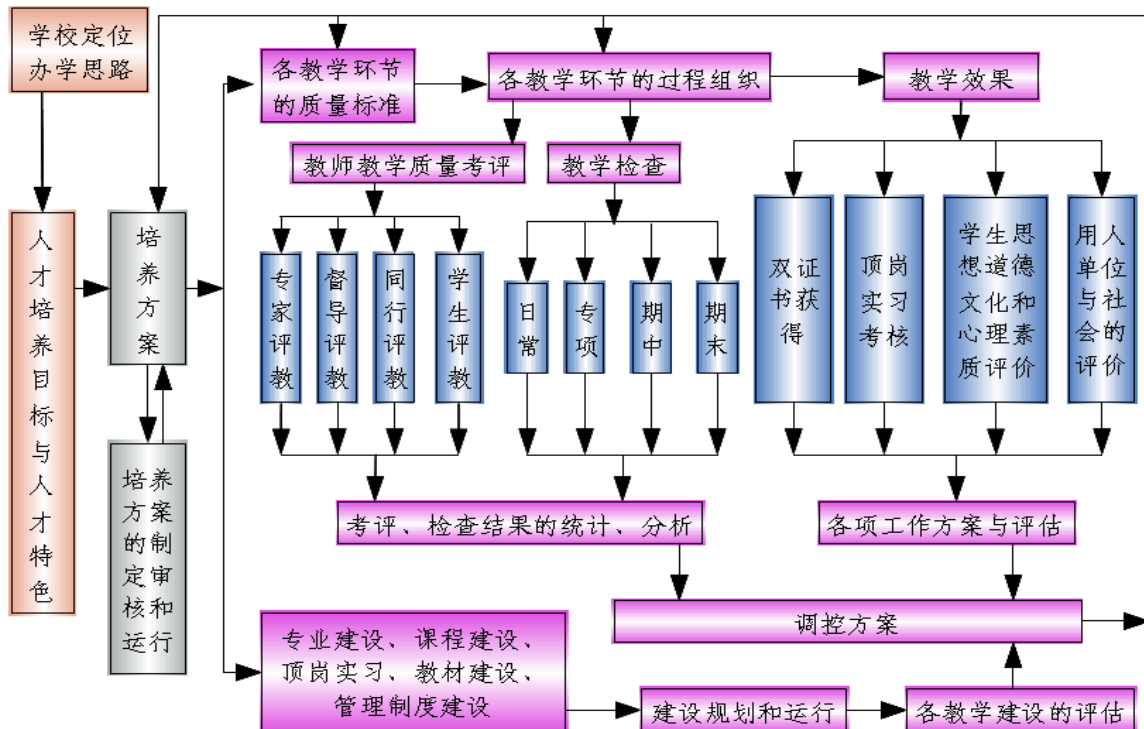 学校定位
办学思路
各教学环节
的质量标准
各教学环节的过程组织
教学效果
教师教学质量考评
教学检查
人才培养目标与人才特色
培养方案
专家评教
督导评教
同行评教
学生评教
日常
专项
期中
期末
双证
书获
得
顶岗
实习
考核
学生思
想道德
文化和
心理素
质评价
用人
单位
与社
会的
评价
培养
方案
的制
定审
核和
运行
考评、检查结果的统计、分析
各项工作方案与评估
调控方案
专业建设、课程建设、
顶岗实习、教材建设、
管理制度建设
建设规划和运行
各教学建设的评估